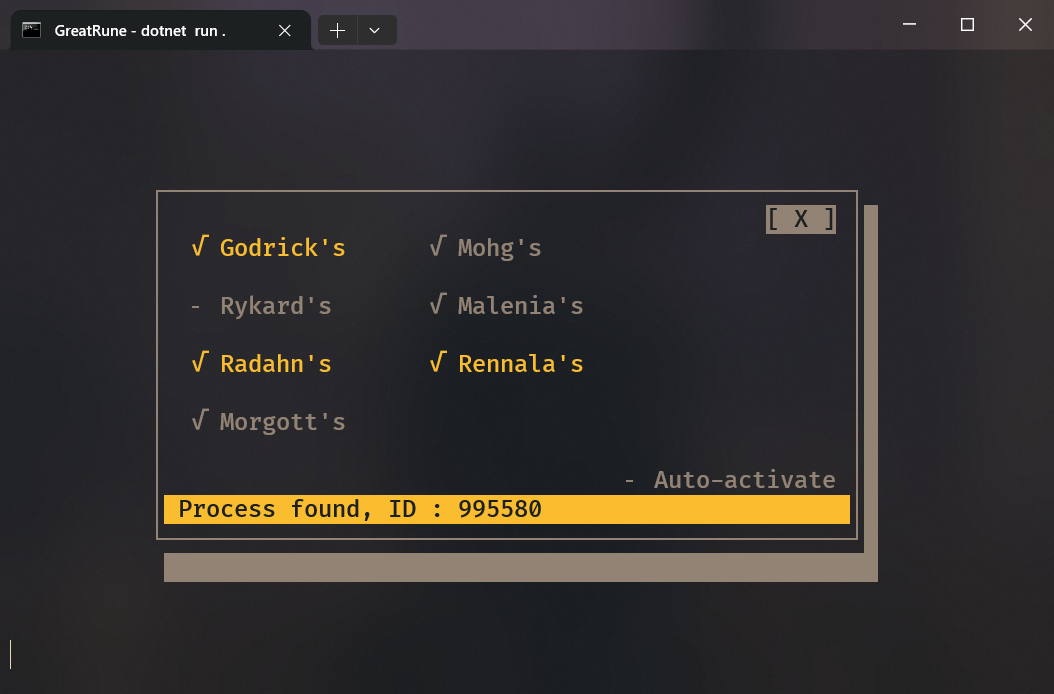 GreatRune - dotnet run .
[ X ]
√ Godrick's √ Mohg's
- Rykard's √ Malenia's
√ Radahn's √ Rennala's
√ Morgott's
- Auto-activate
Process found, ID : 995580